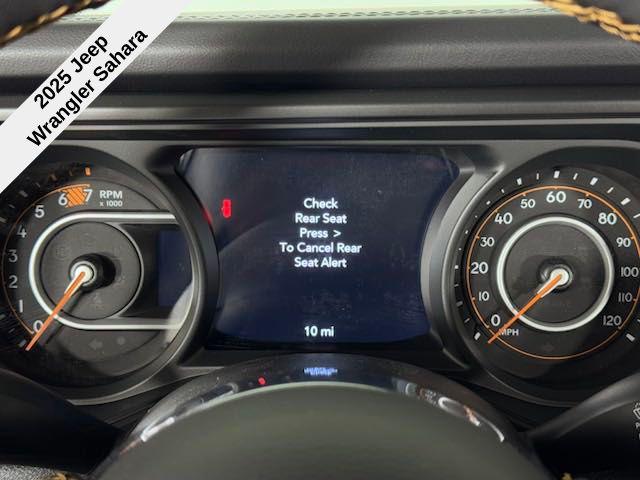 2025 Jeep
Wrangler Sahara
Check
Rear Seat
Press >
To Cancel Rear
Seat Alert
10 mi
RPM
x 1000
0
1
2
3
4
5
6
7
0
10
20
30
40
50
60
70
80
90
100
110
120
MPH